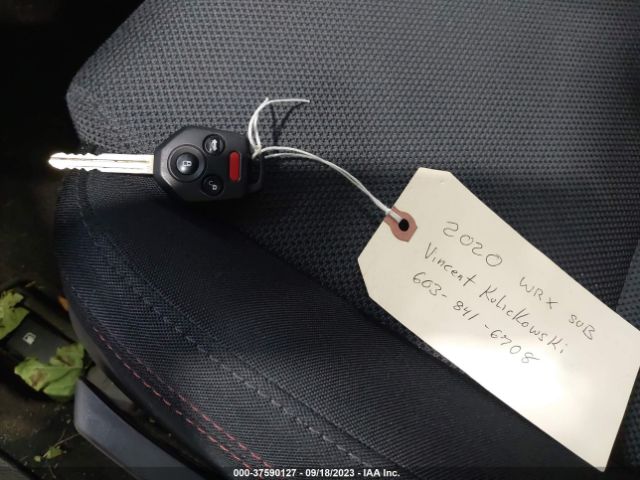 2020 WRX SUB
Vincent Kulickowski
603-841-6708
000-37590127 - 09/18/2023 - IAA Inc.